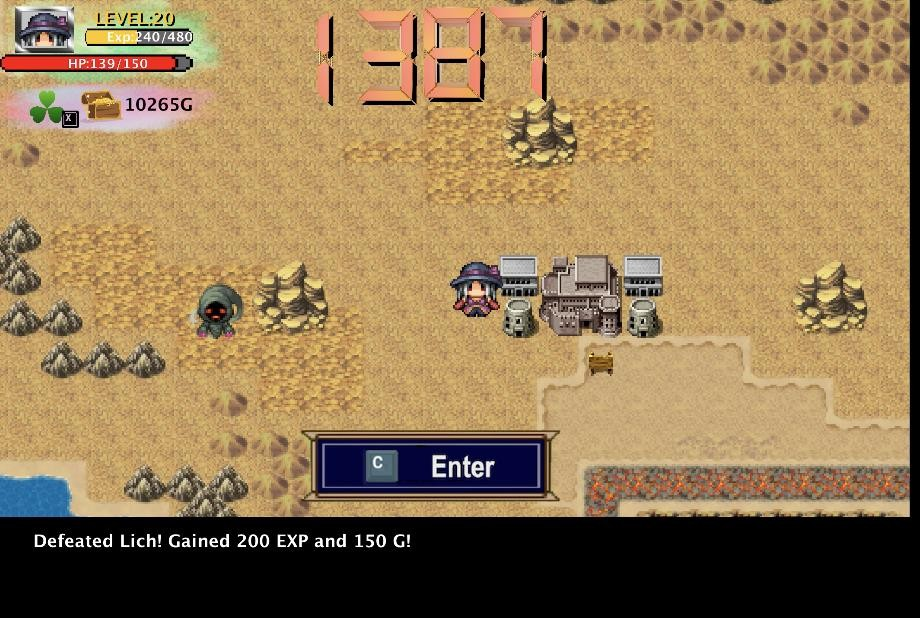 LEVEL:20
Exp:240/480
HP:139/150
X
10265G
1387
C Enter
Defeated Lich! Gained 200 EXP and 150 G!